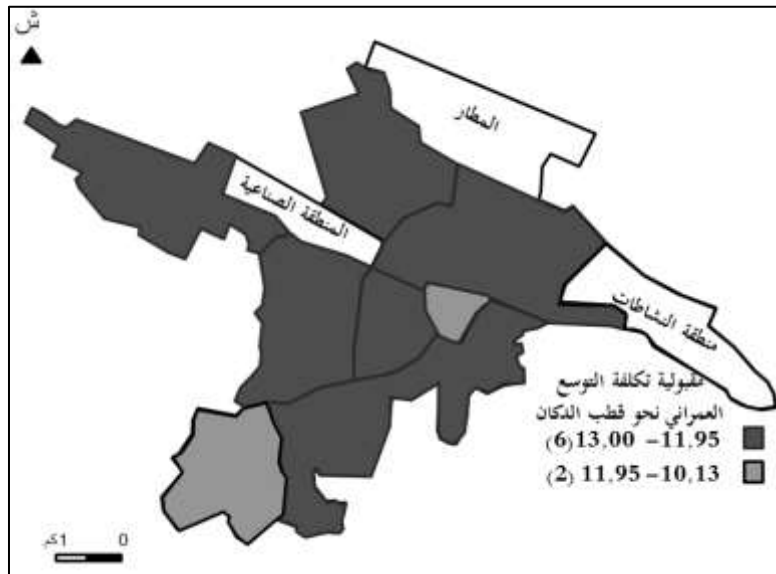 ش
المطار
المنطقة الصناعية
منطقة النشاطات
مقبولية تكلفة التوسع
العمراني نحو قطب الدكان
11.95 – 13,00 (6)
10,13 – 11.95 (2)
0 1كم